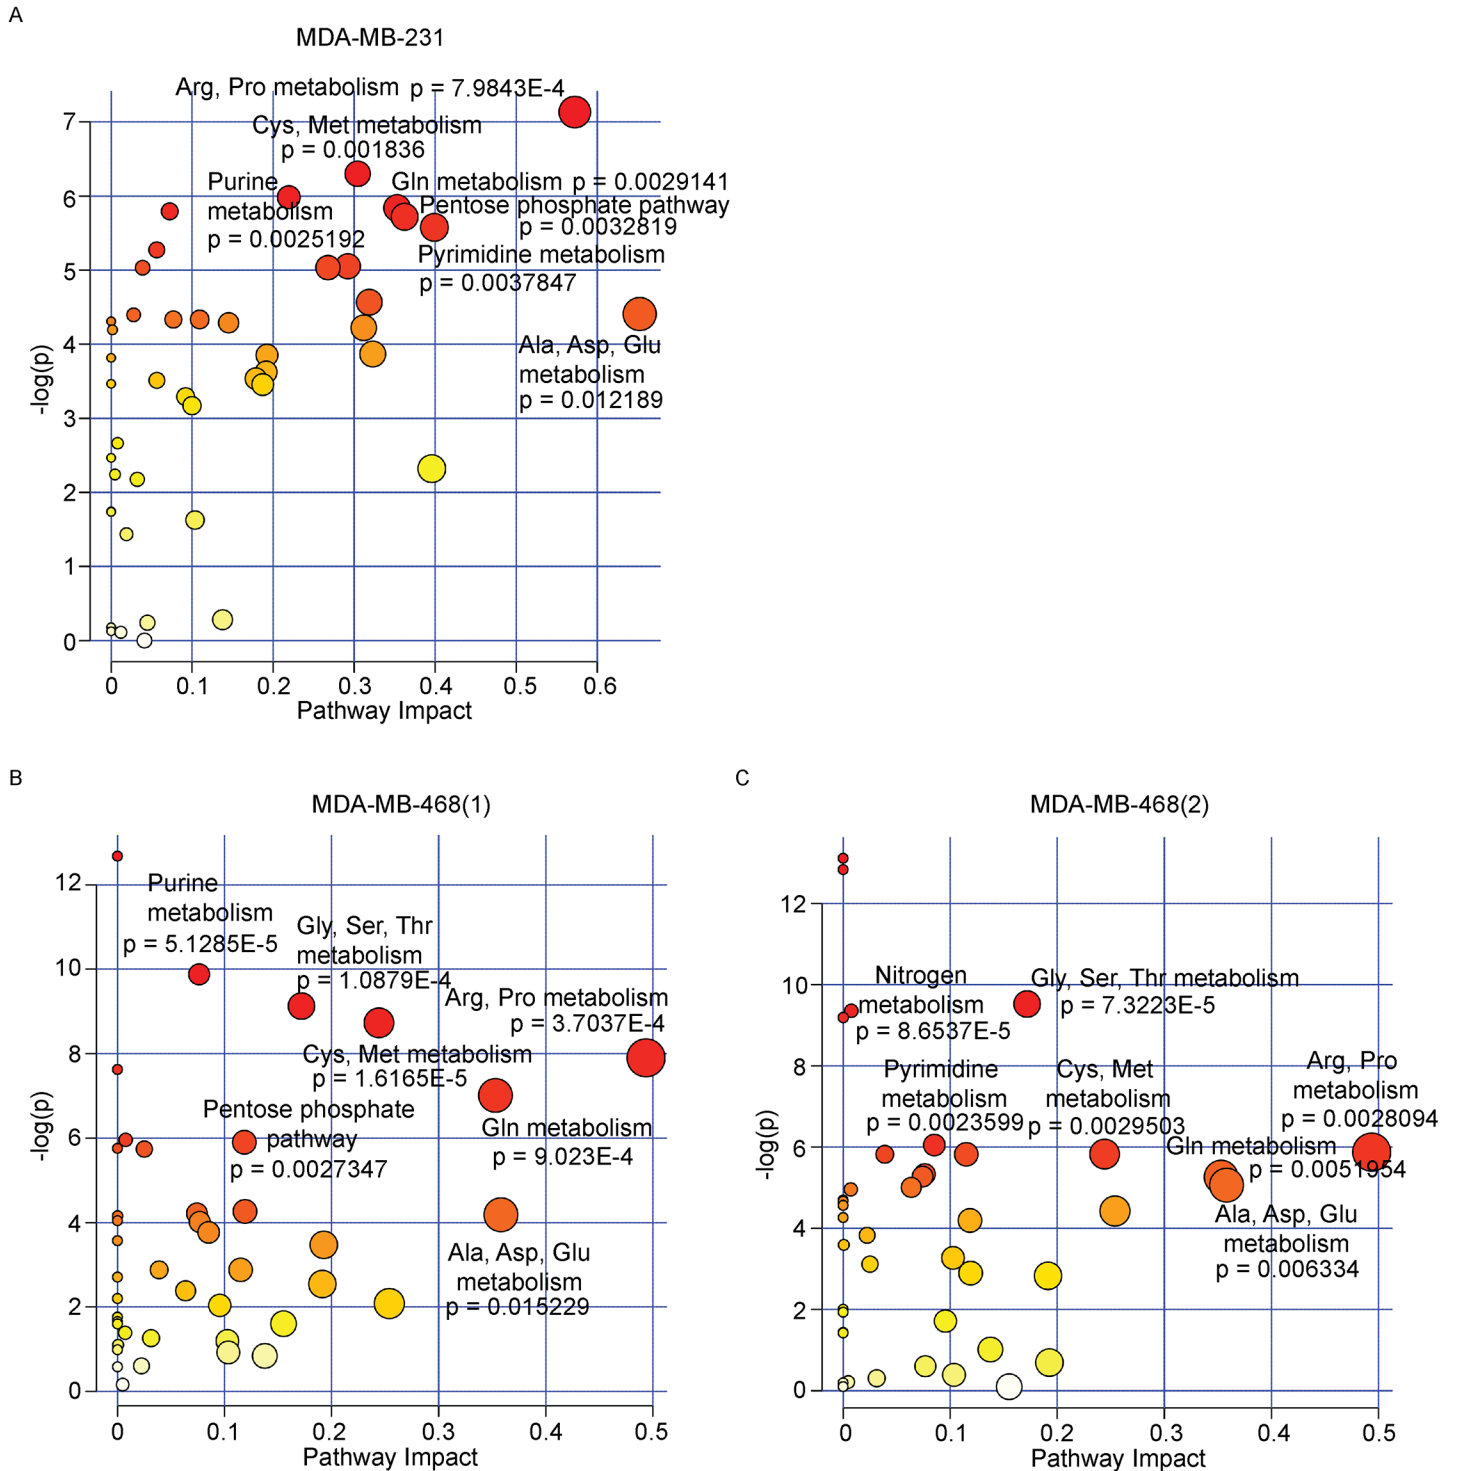 A
MDA-MB-231
Arg, Pro metabolism p = 7.9843E-4
Cys, Met metabolism
p = 0.001836
Purine
metabolism
p = 0.0025192
Gln metabolism p = 0.0029141
Pentose phosphate pathway
p = 0.0032819
Pyrimidine metabolism
p = 0.0037847
Ala, Asp, Glu
metabolism
p = 0.012189
7
6
5
4
3
2
1
0
-log(p)
0 0.1 0.2 0.3 0.4 0.5 0.6
Pathway Impact
B
MDA-MB-468(1)
Purine
metabolism
p = 5.1285E-5
Gly, Ser, Thr
metabolism
p = 1.0879E-4
Arg, Pro metabolism
p = 3.7037E-4
Cys, Met metabolism
p = 1.6165E-5
Pentose phosphate
pathway
p = 0.0027347
Gln metabolism
p = 9.023E-4
Ala, Asp, Glu
metabolism
p = 0.015229
12
10
8
6
4
2
0
-log(p)
0 0.1 0.2 0.3 0.4 0.5
Pathway Impact
C
MDA-MB-468(2)
Nitrogen
metabolism
p = 8.6537E-5
Gly, Ser, Thr metabolism
p = 7.3223E-5
Pyrimidine
metabolism
p = 0.0023599
Cys, Met
metabolism
p = 0.0029503
Arg, Pro
metabolism
p = 0.0028094
Gln metabolism
p = 0.0051954
Ala, Asp, Glu
metabolism
p = 0.006334
12
10
8
6
4
2
0
-log(p)
0 0.1 0.2 0.3 0.4 0.5
Pathway Impact